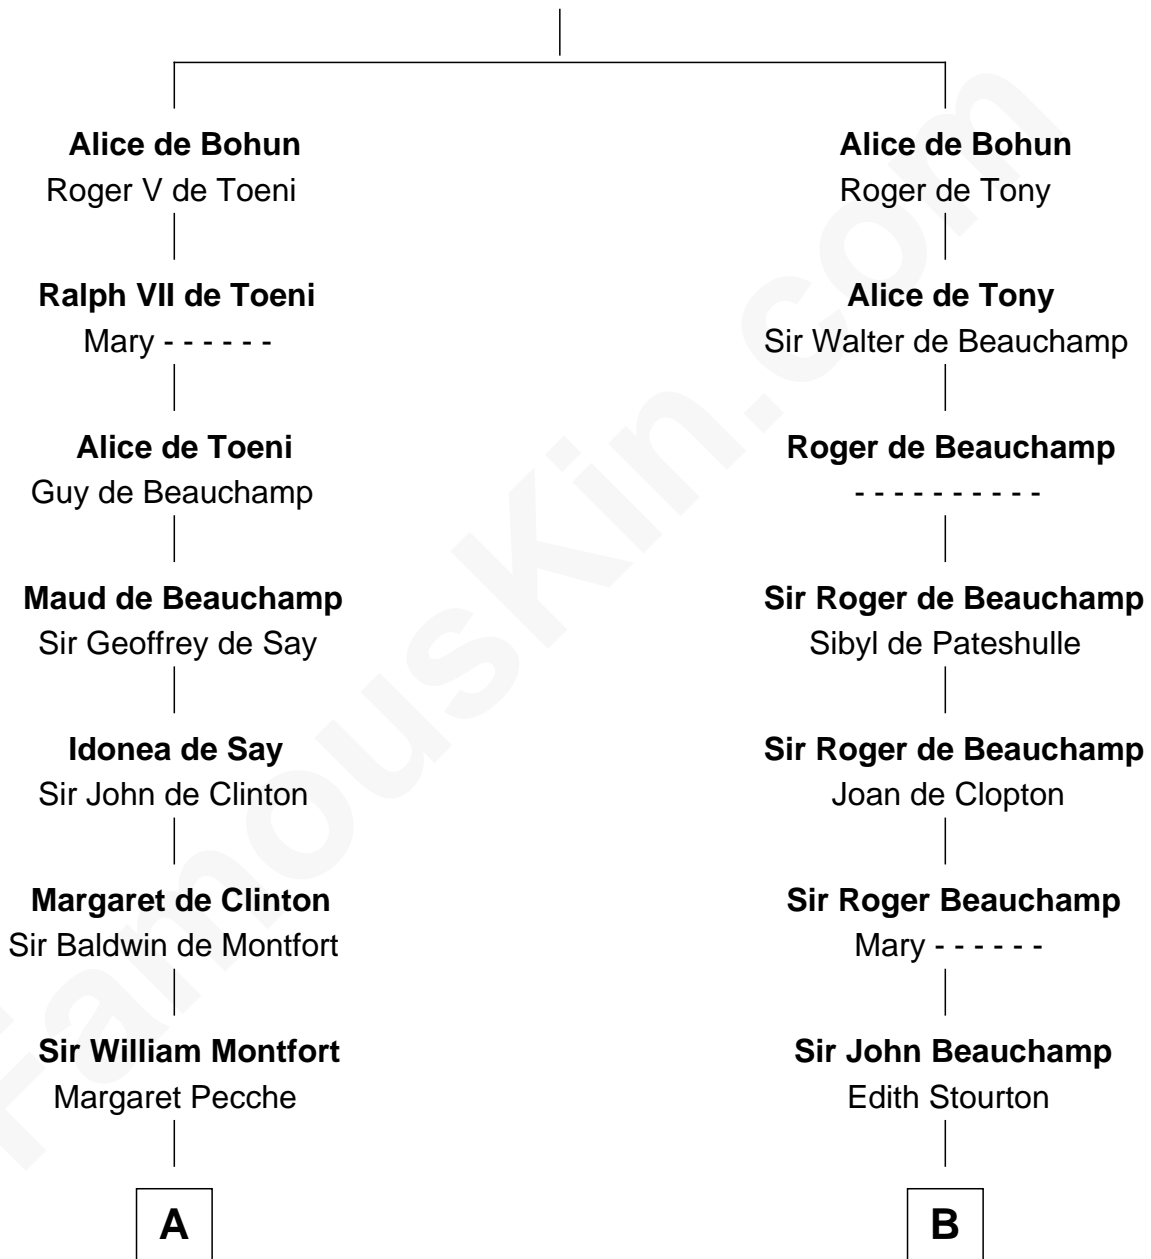 Alice de Bohun
Roger V de Toeni
Ralph VII de Toeni
Mary - - - - - -
Alice de Toeni
Guy de Beauchamp
Maud de Beauchamp
Sir Geoffrey de Say
Idonea de Say
Sir John de Clinton
Margaret de Clinton
Sir Baldwin de Montfort
Sir William Montfort
Margaret Pecche
A
Alice de Bohun
Roger de Tony
Alice de Tony
Sir Walter de Beauchamp
Roger de Beauchamp
- - - - - - - - - -
Sir Roger de Beauchamp
Sibyl de Pateshulle
Sir Roger de Beauchamp
Joan de Clopton
Sir Roger Beauchamp
Mary - - - - - -
Sir John Beauchamp
Edith Stourton
B
FamousKin.com